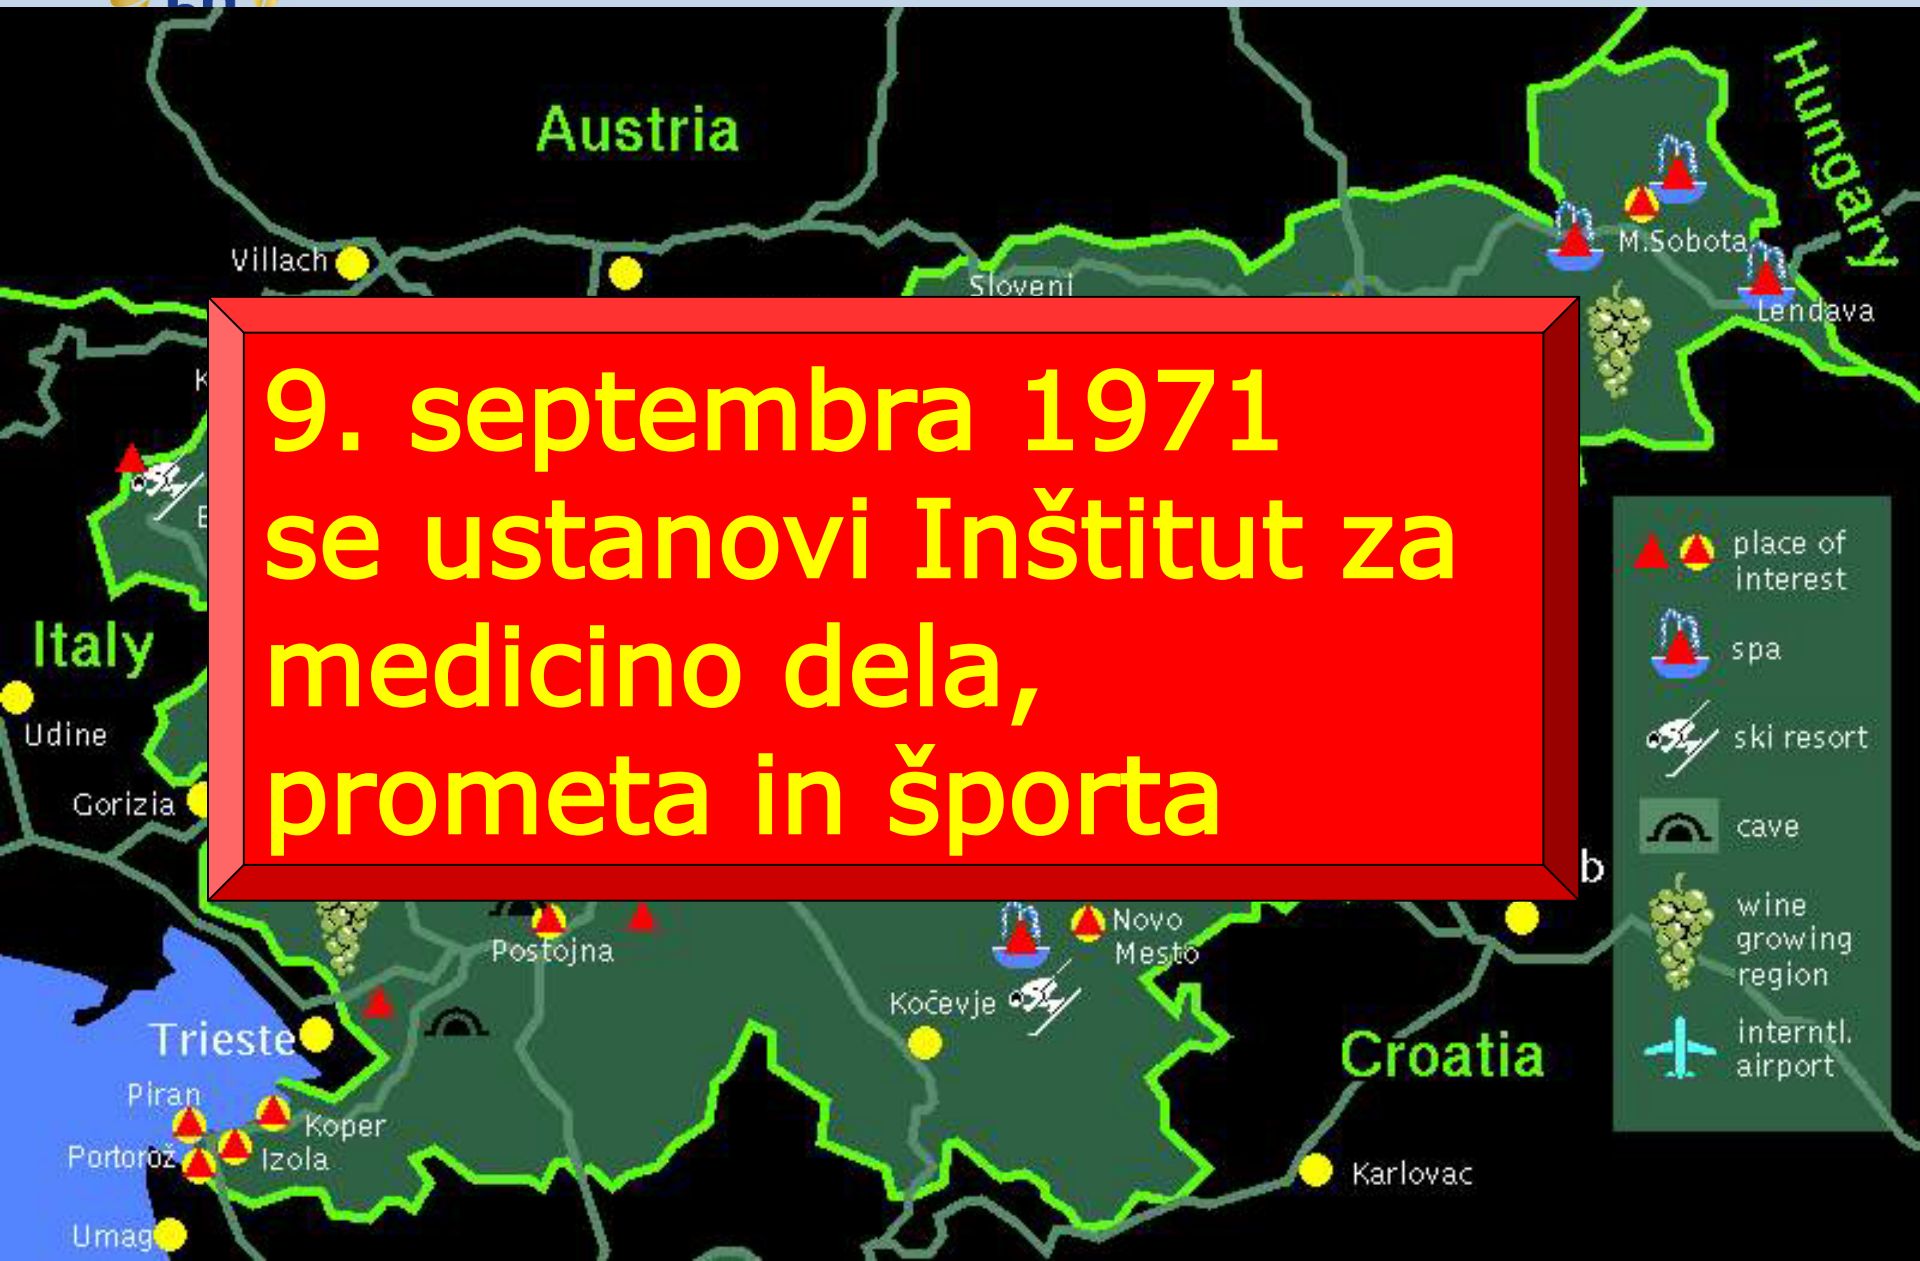 Austria
Hungary
Villach
M.Sobota
Sloveni
Lendava
9. septembra 1971
se ustanovi Inštitut za
medicino dela,
prometa in športa
place of
interest
spa
ski resort
cave
wine
growing
region
interntl.
airport
Italy
Udine
Gorizia
b
Postojna
Novo
Mesto
Kočevje
Trieste
Croatia
Piran
Koper
Portorož
Izola
Karlovac
Umag